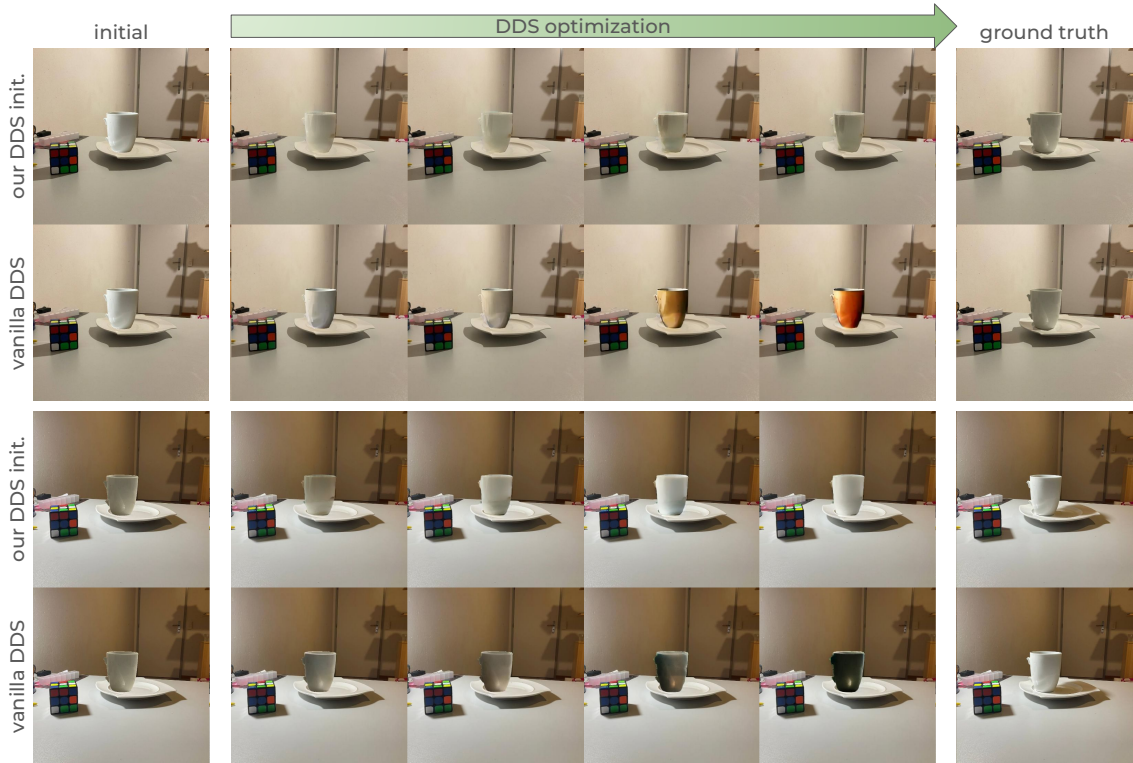 DDS optimization
initial
ground truth
our DDS init.
vanilla DDS
our DDS init.
vanilla DDS